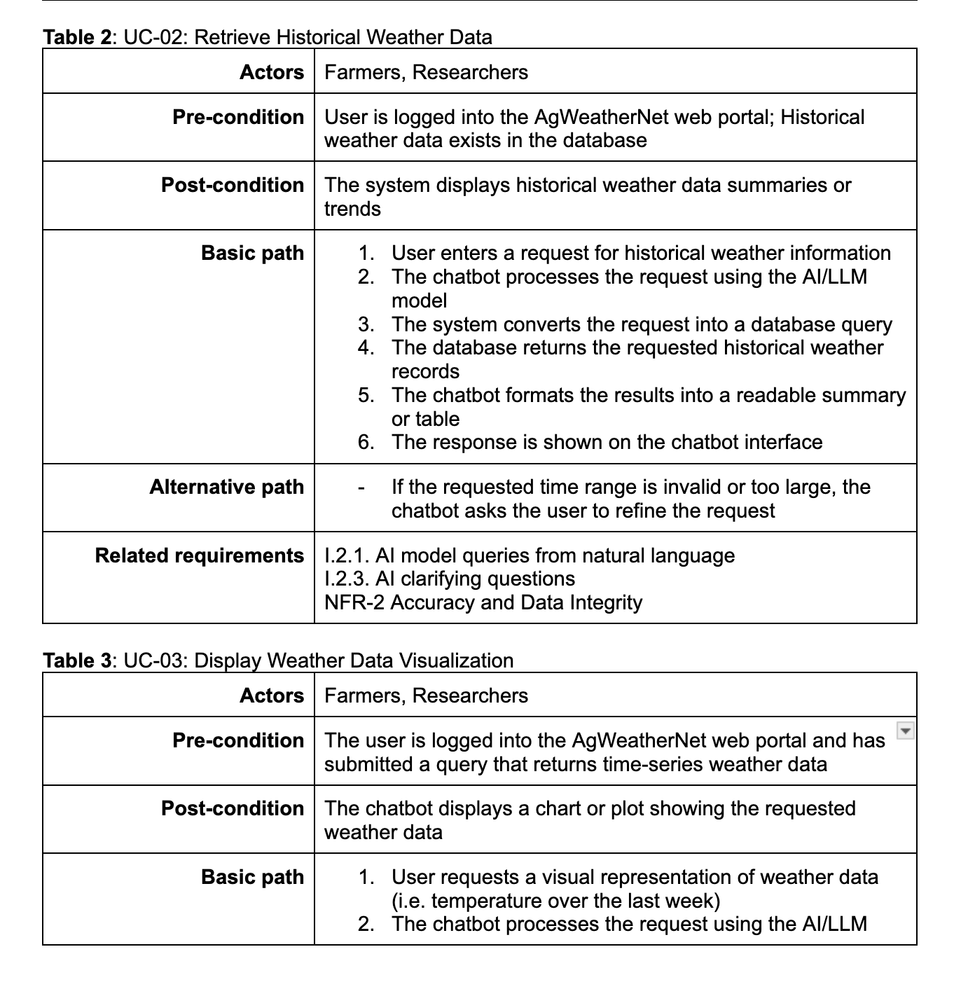 Table 2: UC-02: Retrieve Historical Weather Data
Actors Farmers, Researchers
Pre-condition User is logged into the AgWeatherNet web portal; Historical
weather data exists in the database
Post-condition The system displays historical weather data summaries or
trends
Basic path 1. User enters a request for historical weather information
2. The chatbot processes the request using the AI/LLM
model
3. The system converts the request into a database query
4. The database returns the requested historical weather
records
5. The chatbot formats the results into a readable summary
or table
6. The response is shown on the chatbot interface
Alternative path - If the requested time range is invalid or too large, the
chatbot asks the user to refine the request
Related requirements I.2.1. AI model queries from natural language
I.2.3. AI clarifying questions
NFR-2 Accuracy and Data Integrity
Table 3: UC-03: Display Weather Data Visualization
Actors Farmers, Researchers
Pre-condition The user is logged into the AgWeatherNet web portal and has
submitted a query that returns time-series weather data
Post-condition The chatbot displays a chart or plot showing the requested
weather data
Basic path 1. User requests a visual representation of weather data
(i.e. temperature over the last week)
2. The chatbot processes the request using the AI/LLM